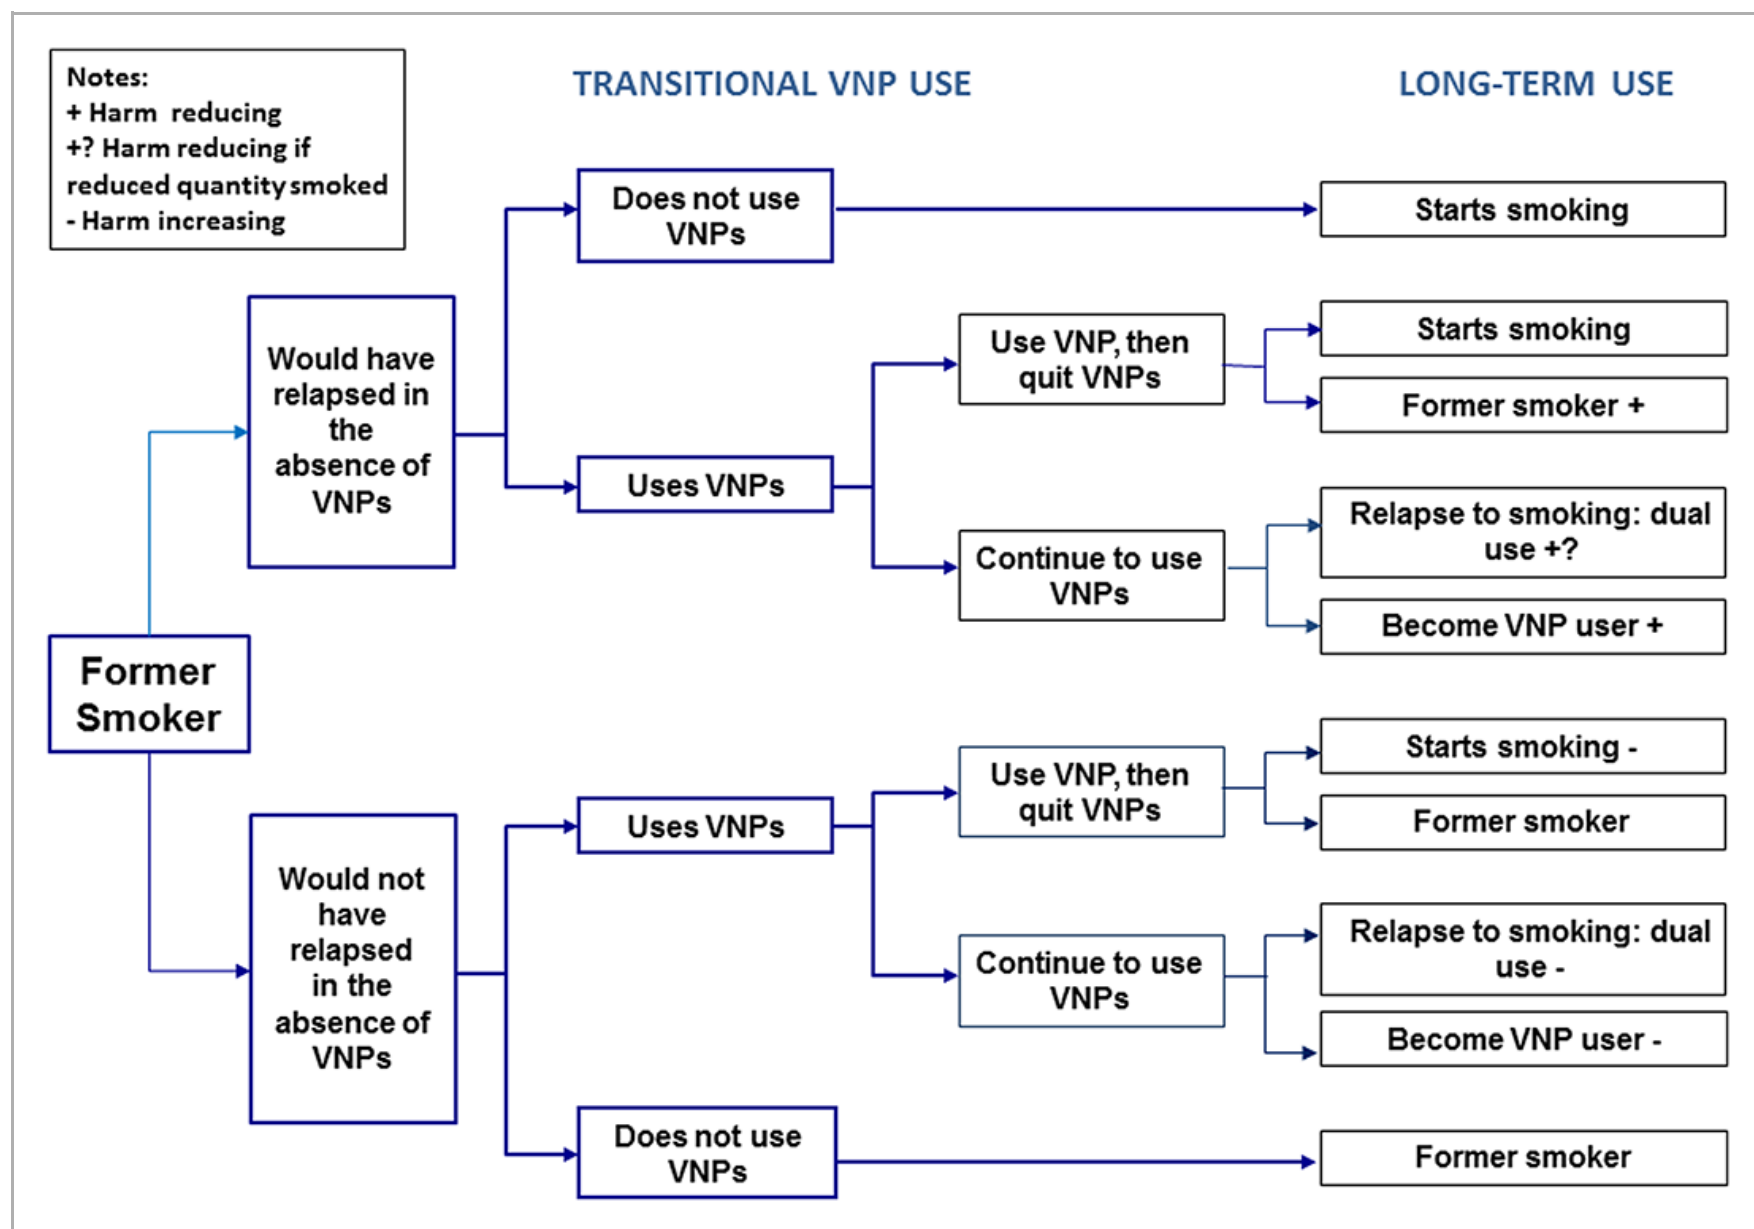 Notes:
+ Harm reducing
+? Harm reducing if
reduced quantity smoked
- Harm increasing
TRANSITIONAL VNP USE
LONG-TERM USE
Does not use
VNPs
Starts smoking
Would have
relapsed in
the
absence of
VNPs
Use VNP, then
quit VNPs
Starts smoking
Former smoker +
Uses VNPs
Continue to use
VNPs
Relapse to smoking: dual
use +?
Become VNP user +
Former
Smoker
Would not
have
relapsed
in the
absence of
VNPs
Uses VNPs
Use VNP, then
quit VNPs
Starts smoking -
Former smoker
Continue to use
VNPs
Relapse to smoking: dual
use -
Become VNP user -
Does not use
VNPs
Former smoker